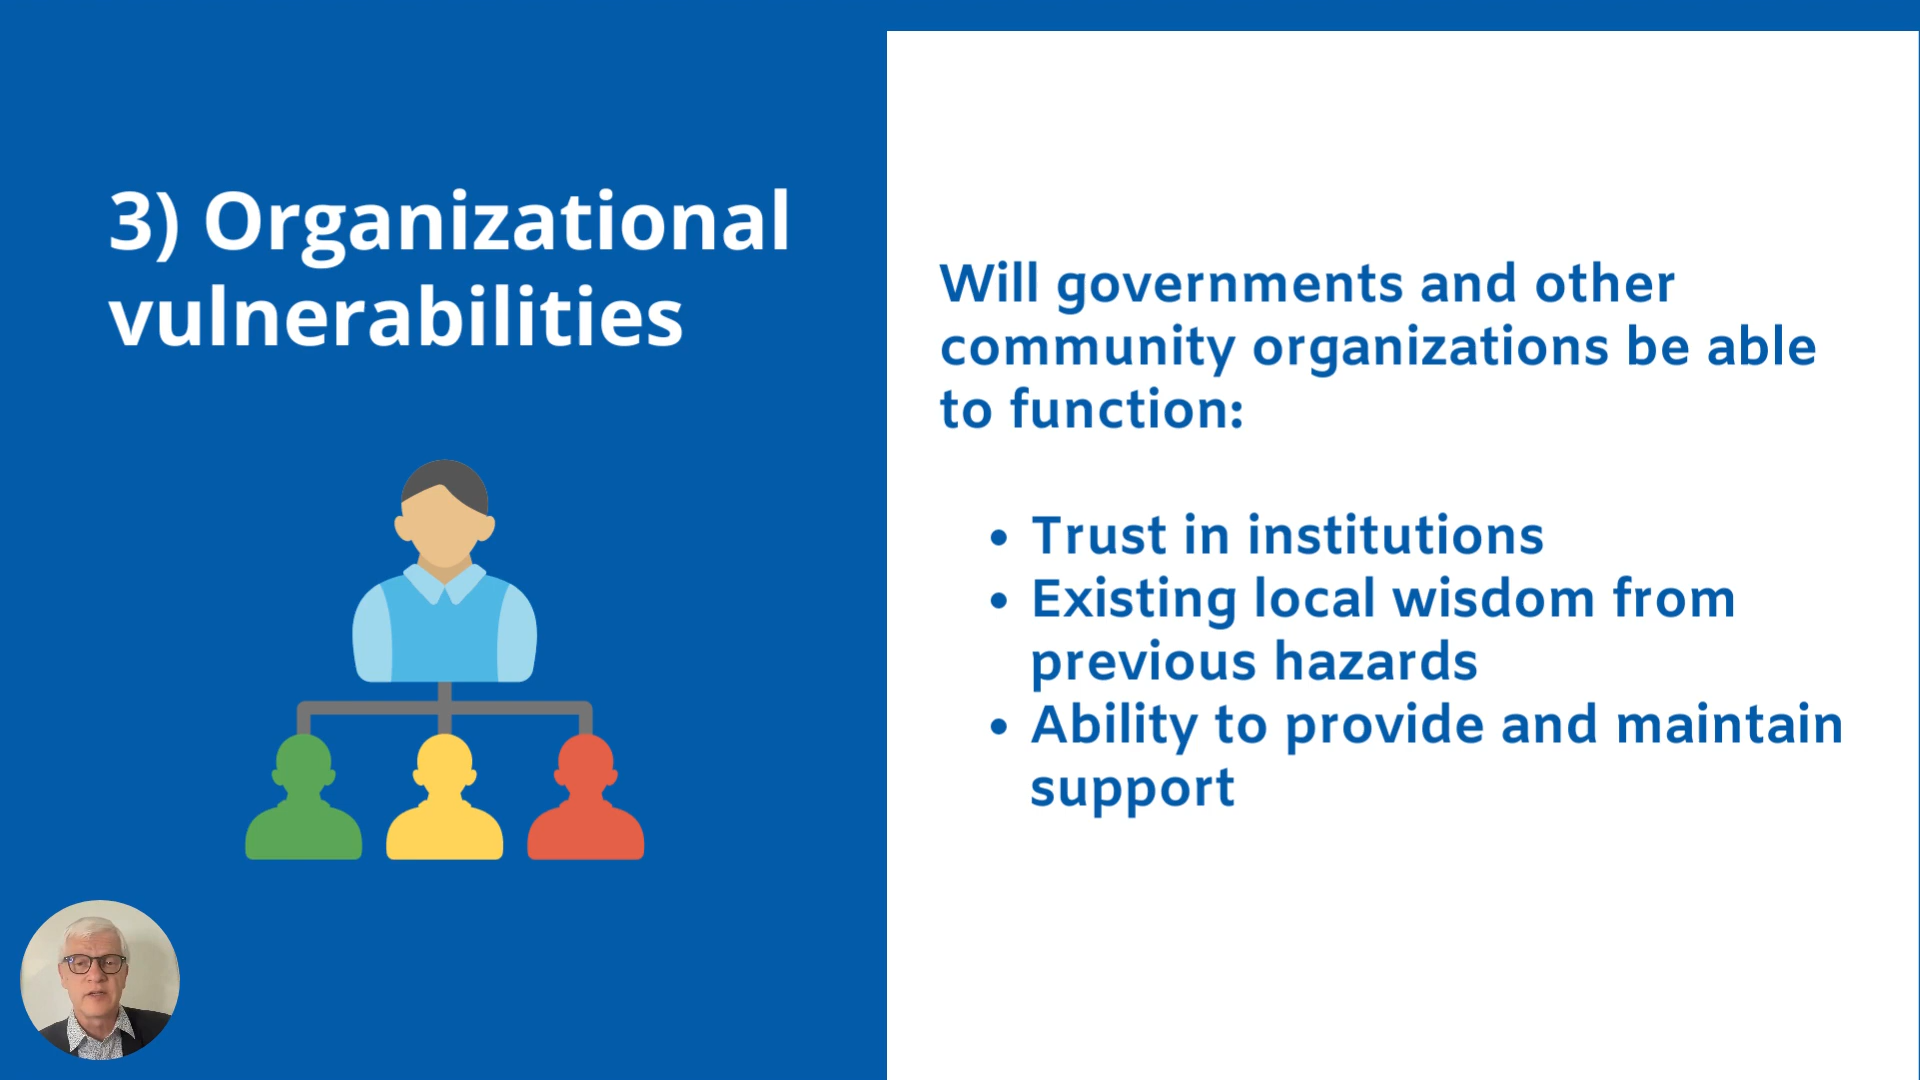 3) Organizational
vulnerabilities
Will governments and other
community organizations be able
to function:
• Trust in institutions
• Existing local wisdom from
previous hazards
• Ability to provide and maintain
support